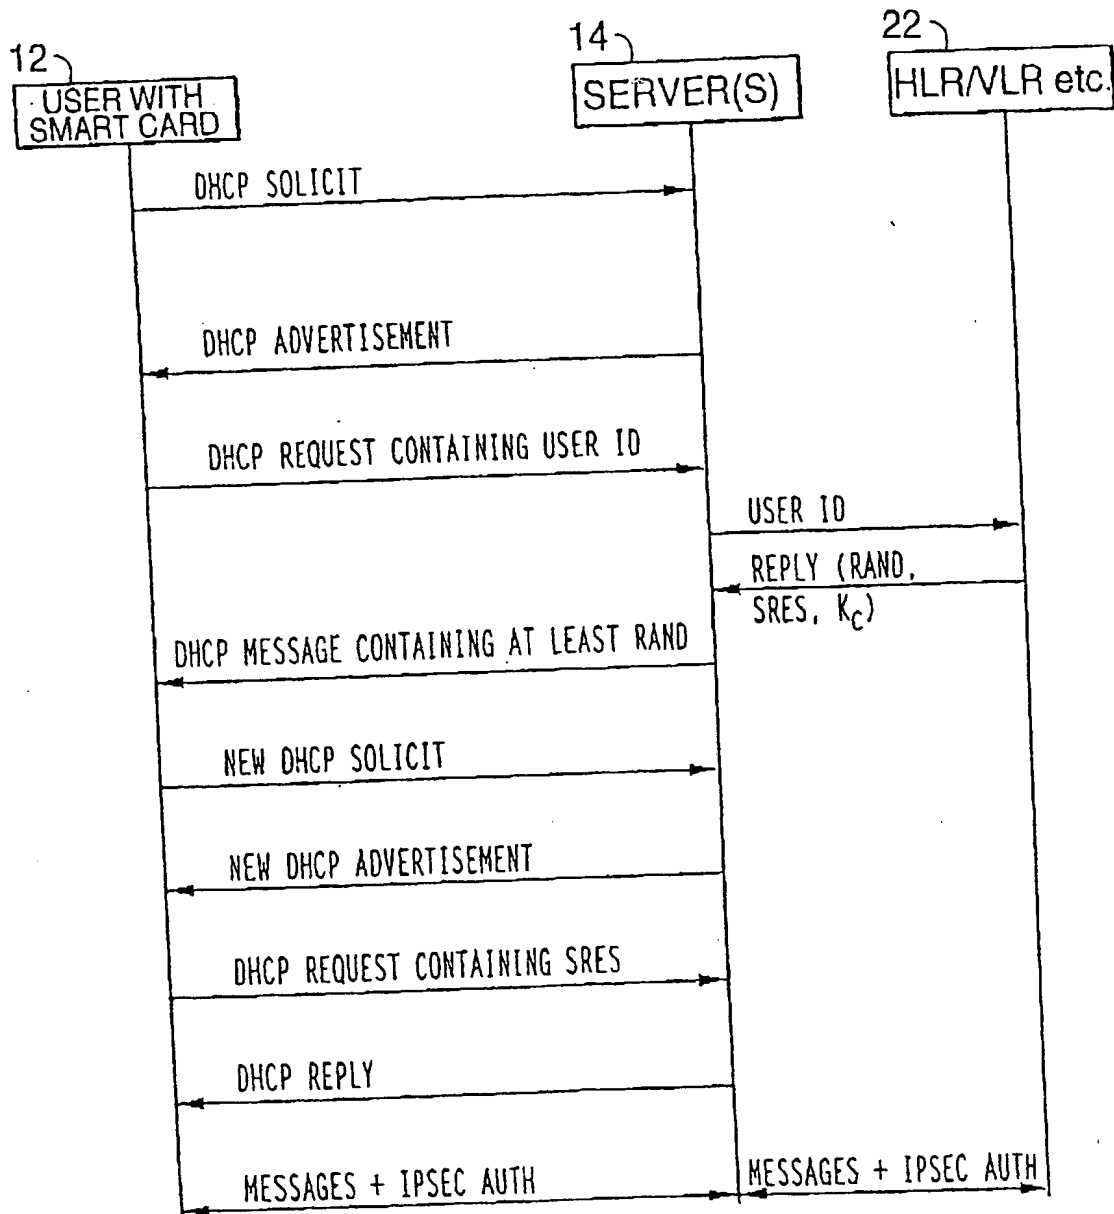 12
14
22
USER WITH
SMART CARD
SERVER(S)
HLR/VLR etc.
DHCP SOLICIT
DHCP ADVERTISEMENT
DHCP REQUEST CONTAINING USER ID
USER ID
REPLY (RAND,
SRES, KC)
DHCP MESSAGE CONTAINING AT LEAST RAND
NEW DHCP SOLICIT
NEW DHCP ADVERTISEMENT
DHCP REQUEST CONTAINING SRES
DHCP REPLY
MESSAGES + IPSEC AUTH
MESSAGES + IPSEC AUTH